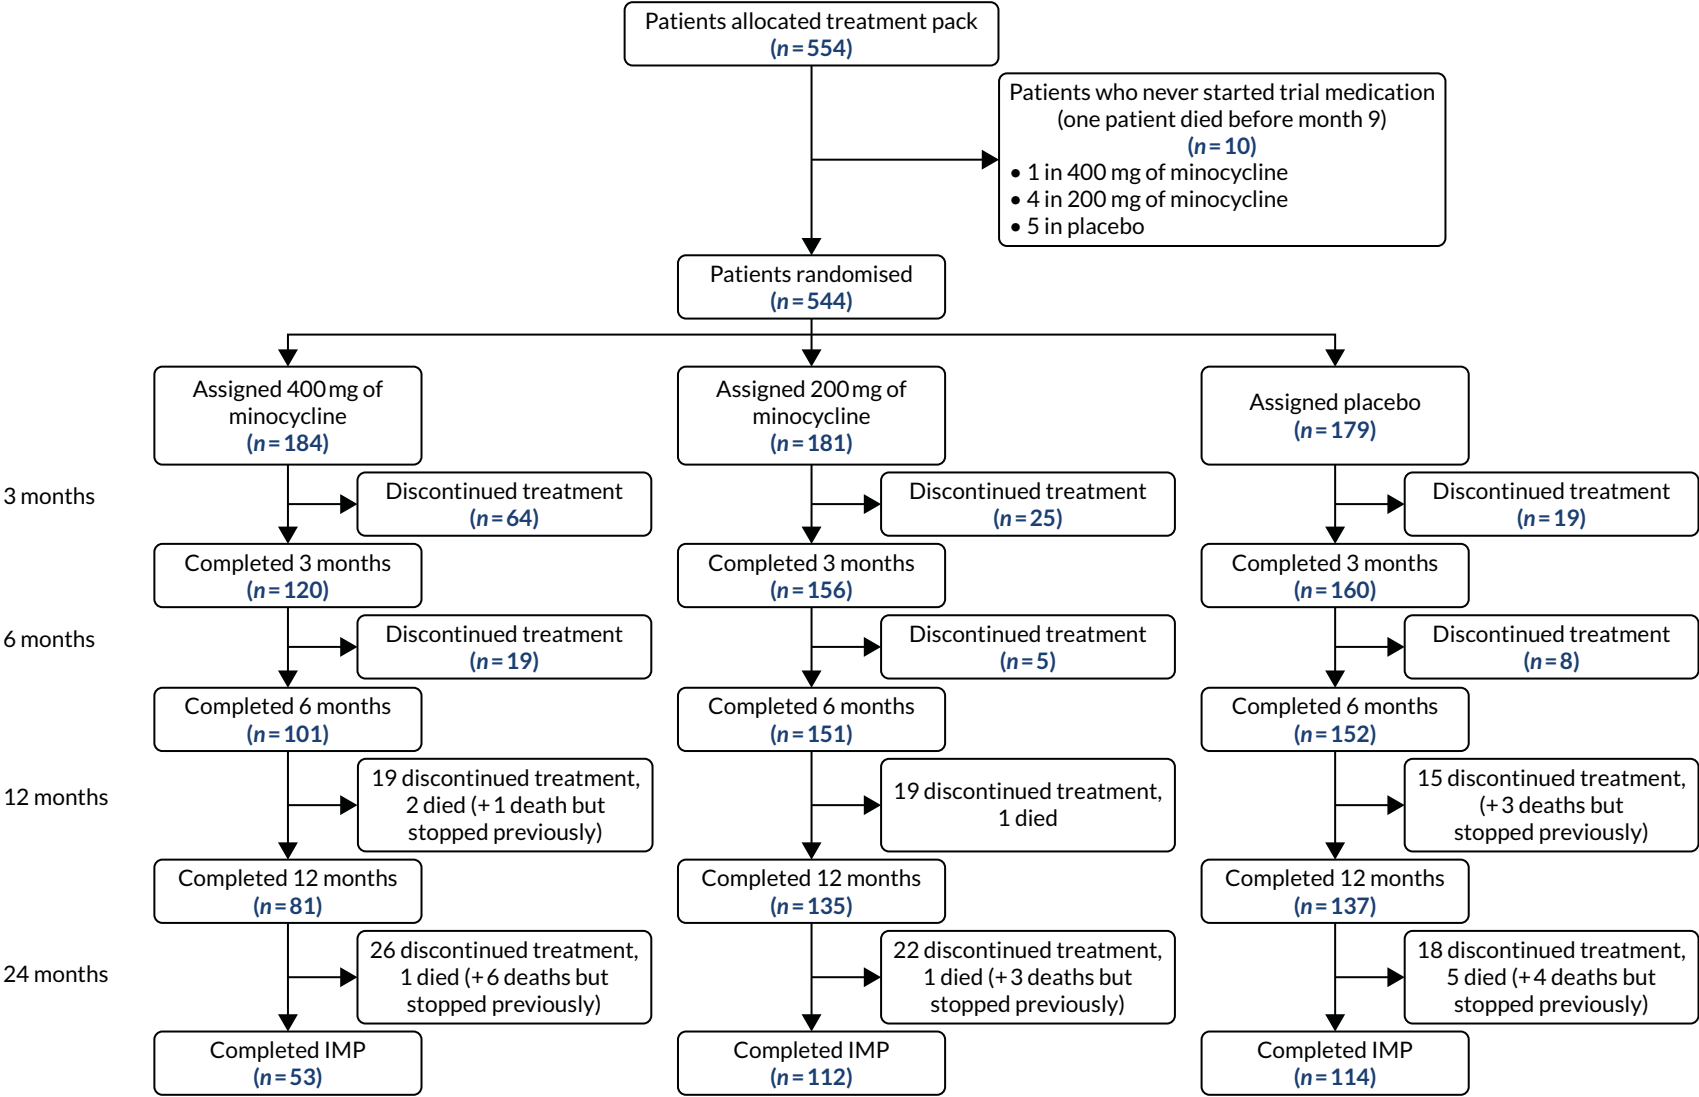 Patients allocated treatment pack
(n=554)
Patients who never started trial medication
(one patient died before month 9)
(n=10)
• 1 in 400 mg of minocycline
• 4 in 200 mg of minocycline
• 5 in placebo
Patients randomised
(n=544)
Assigned 400 mg of
minocycline
(n=184)
Assigned 200 mg of
minocycline
(n=181)
Assigned placebo
(n=179)
3 months
Discontinued treatment
(n=64)
Discontinued treatment
(n=25)
Discontinued treatment
(n=19)
Completed 3 months
(n=120)
Completed 3 months
(n=156)
Completed 3 months
(n=160)
6 months
Discontinued treatment
(n=19)
Discontinued treatment
(n=5)
Discontinued treatment
(n=8)
Completed 6 months
(n=101)
Completed 6 months
(n=151)
Completed 6 months
(n=152)
12 months
19 discontinued treatment,
2 died (+1 death but
stopped previously)
19 discontinued treatment,
1 died
15 discontinued treatment,
(+3 deaths but
stopped previously)
Completed 12 months
(n=81)
Completed 12 months
(n=135)
Completed 12 months
(n=137)
24 months
26 discontinued treatment,
1 died (+6 deaths but
stopped previously)
22 discontinued treatment,
1 died (+3 deaths but
stopped previously)
18 discontinued treatment,
5 died (+4 deaths but
stopped previously)
Completed IMP
(n=53)
Completed IMP
(n=112)
Completed IMP
(n=114)